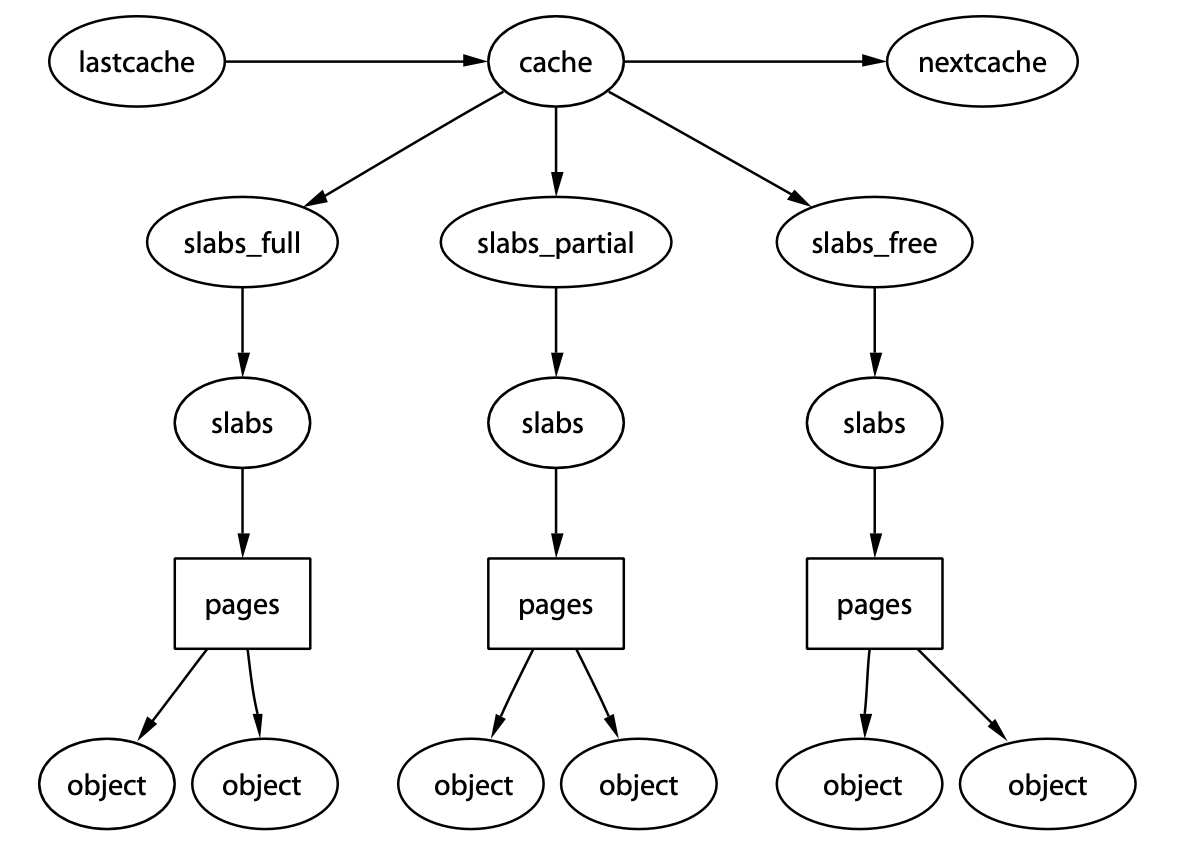 lastcache
cache
nextcache
slabs_full
slabs_partial
slabs_free
slabs
slabs
slabs
pages
pages
pages
object
object
object
object
object
object